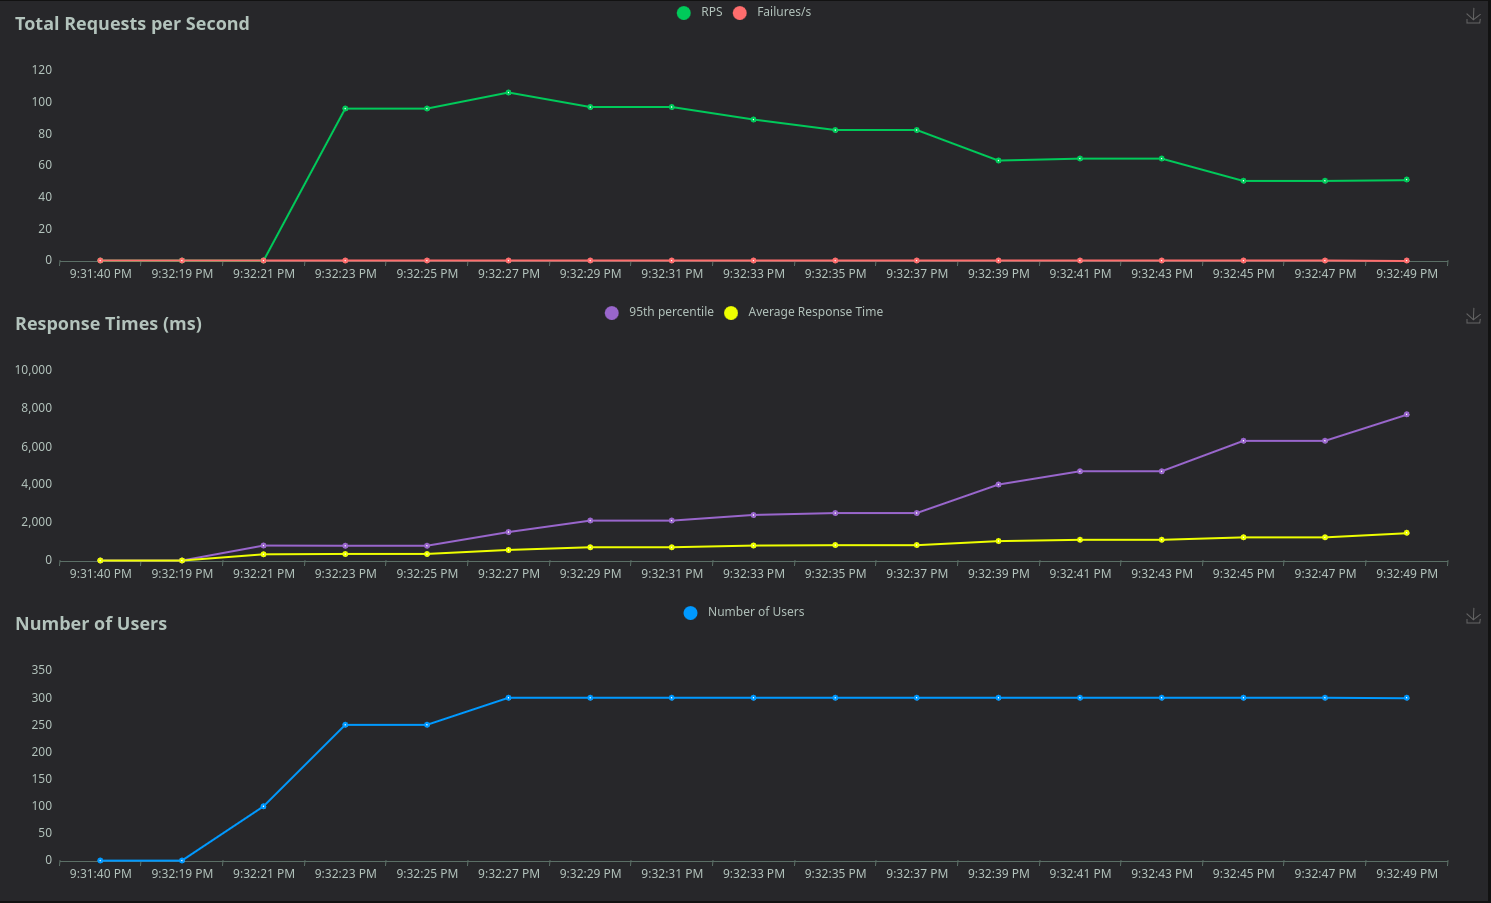 Total Requests per Second
RPS Failures/s
120
100
80
60
40
20
0
9:31:40 PM 9:32:19 PM 9:32:21 PM 9:32:23 PM 9:32:25 PM 9:32:27 PM 9:32:29 PM 9:32:31 PM 9:32:33 PM 9:32:35 PM 9:32:37 PM 9:32:39 PM 9:32:41 PM 9:32:43 PM 9:32:45 PM 9:32:47 PM 9:32:49 PM
Response Times (ms)
95th percentile Average Response Time
10,000
8,000
6,000
4,000
2,000
0
9:31:40 PM 9:32:19 PM 9:32:21 PM 9:32:23 PM 9:32:25 PM 9:32:27 PM 9:32:29 PM 9:32:31 PM 9:32:33 PM 9:32:35 PM 9:32:37 PM 9:32:39 PM 9:32:41 PM 9:32:43 PM 9:32:45 PM 9:32:47 PM 9:32:49 PM
Number of Users
Number of Users
350
300
250
200
150
100
50
0
9:31:40 PM 9:32:19 PM 9:32:21 PM 9:32:23 PM 9:32:25 PM 9:32:27 PM 9:32:29 PM 9:32:31 PM 9:32:33 PM 9:32:35 PM 9:32:37 PM 9:32:39 PM 9:32:41 PM 9:32:43 PM 9:32:45 PM 9:32:47 PM 9:32:49 PM